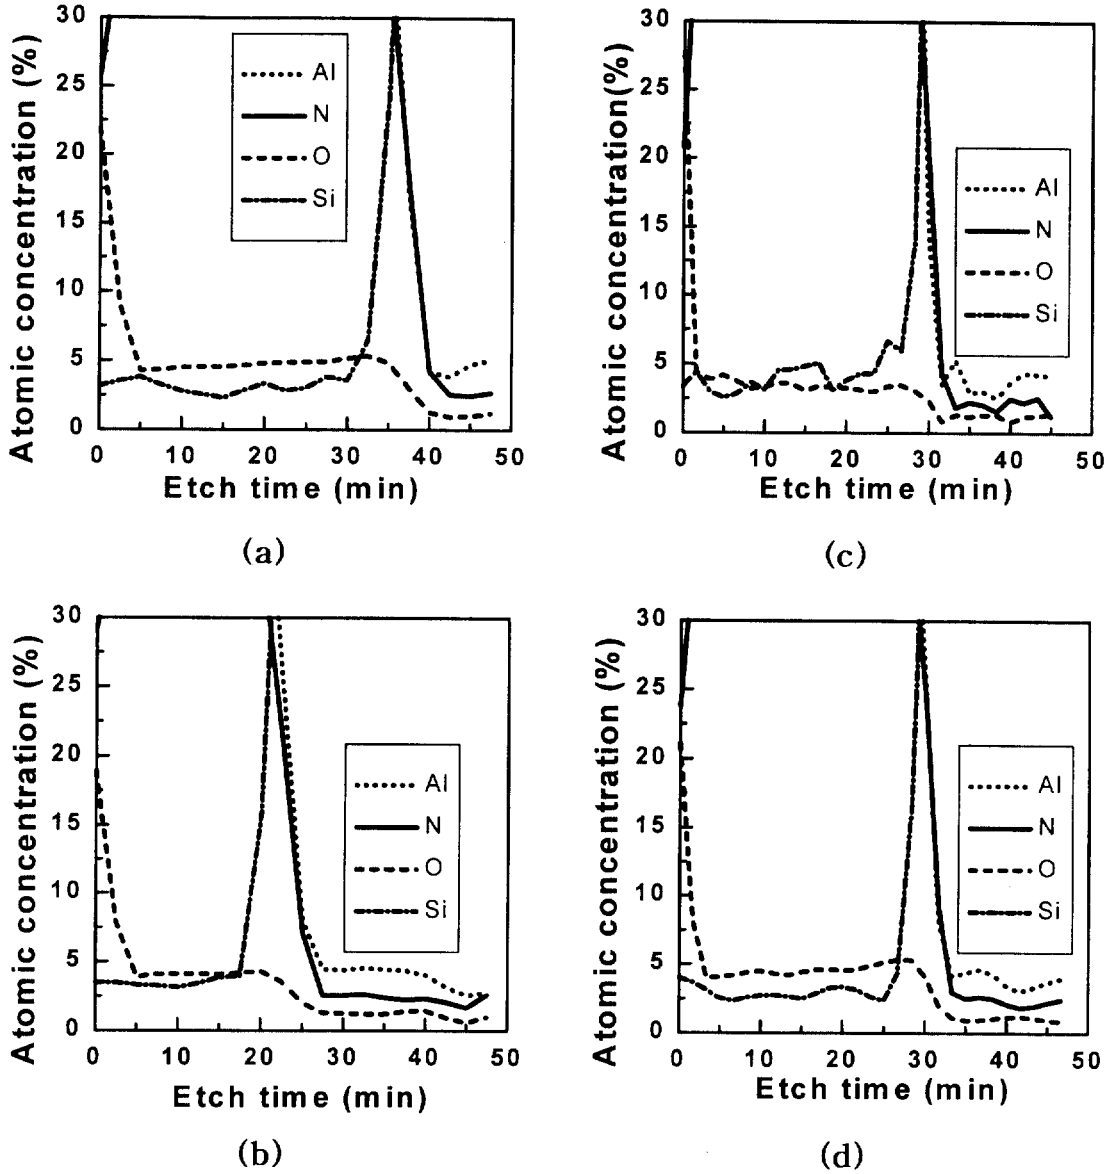 Atomic concentration (%)
30
25
20
15
10
5
0
Al
N
O
Si
0 10 20 30 40 50
Etch time (min)
(a)
Atomic concentration(%)
30
25
20
15
10
5
0
Al
N
O
Si
0 10 20 30 40 50
Etch time (min)
(c)
Atomic concentration (%)
30
25
20
15
10
5
0
Al
N
O
Si
0 10 20 30 40 50
Etch time (min)
(b)
Atomic concentration (%)
30
25
20
15
10
5
0
Al
N
O
Si
0 10 20 30 40 50
Etch time (min)
(d)